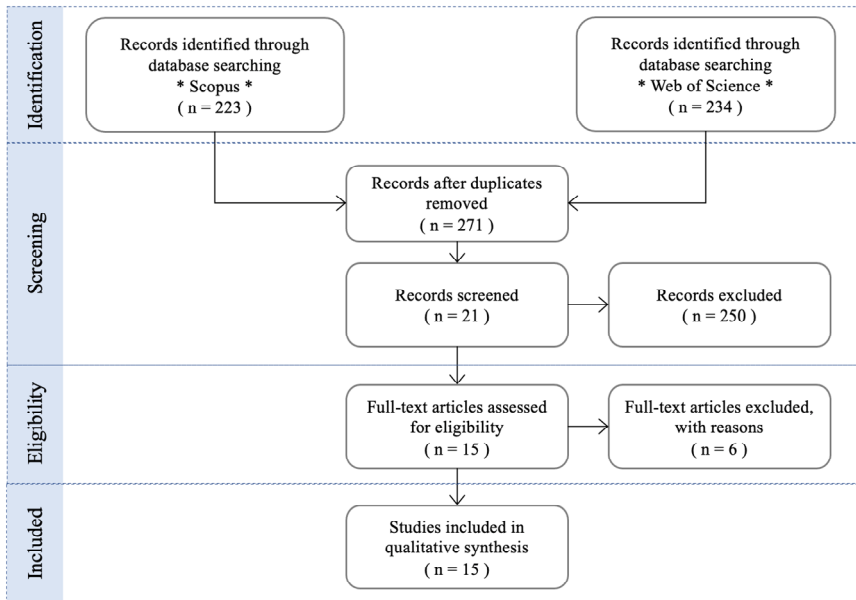 Identification
Records identified through
database searching
* Scopus *
( n = 223 )
Records identified through
database searching
* Web of Science *
( n = 234 )
Screening
Records after duplicates
removed
( n = 271 )
Records screened
( n = 21 )
Records excluded
( n = 250 )
Eligibility
Full-text articles assessed
for eligibility
( n = 15 )
Full-text articles excluded,
with reasons
( n = 6 )
Included
Studies included in
qualitative synthesis
( n = 15 )